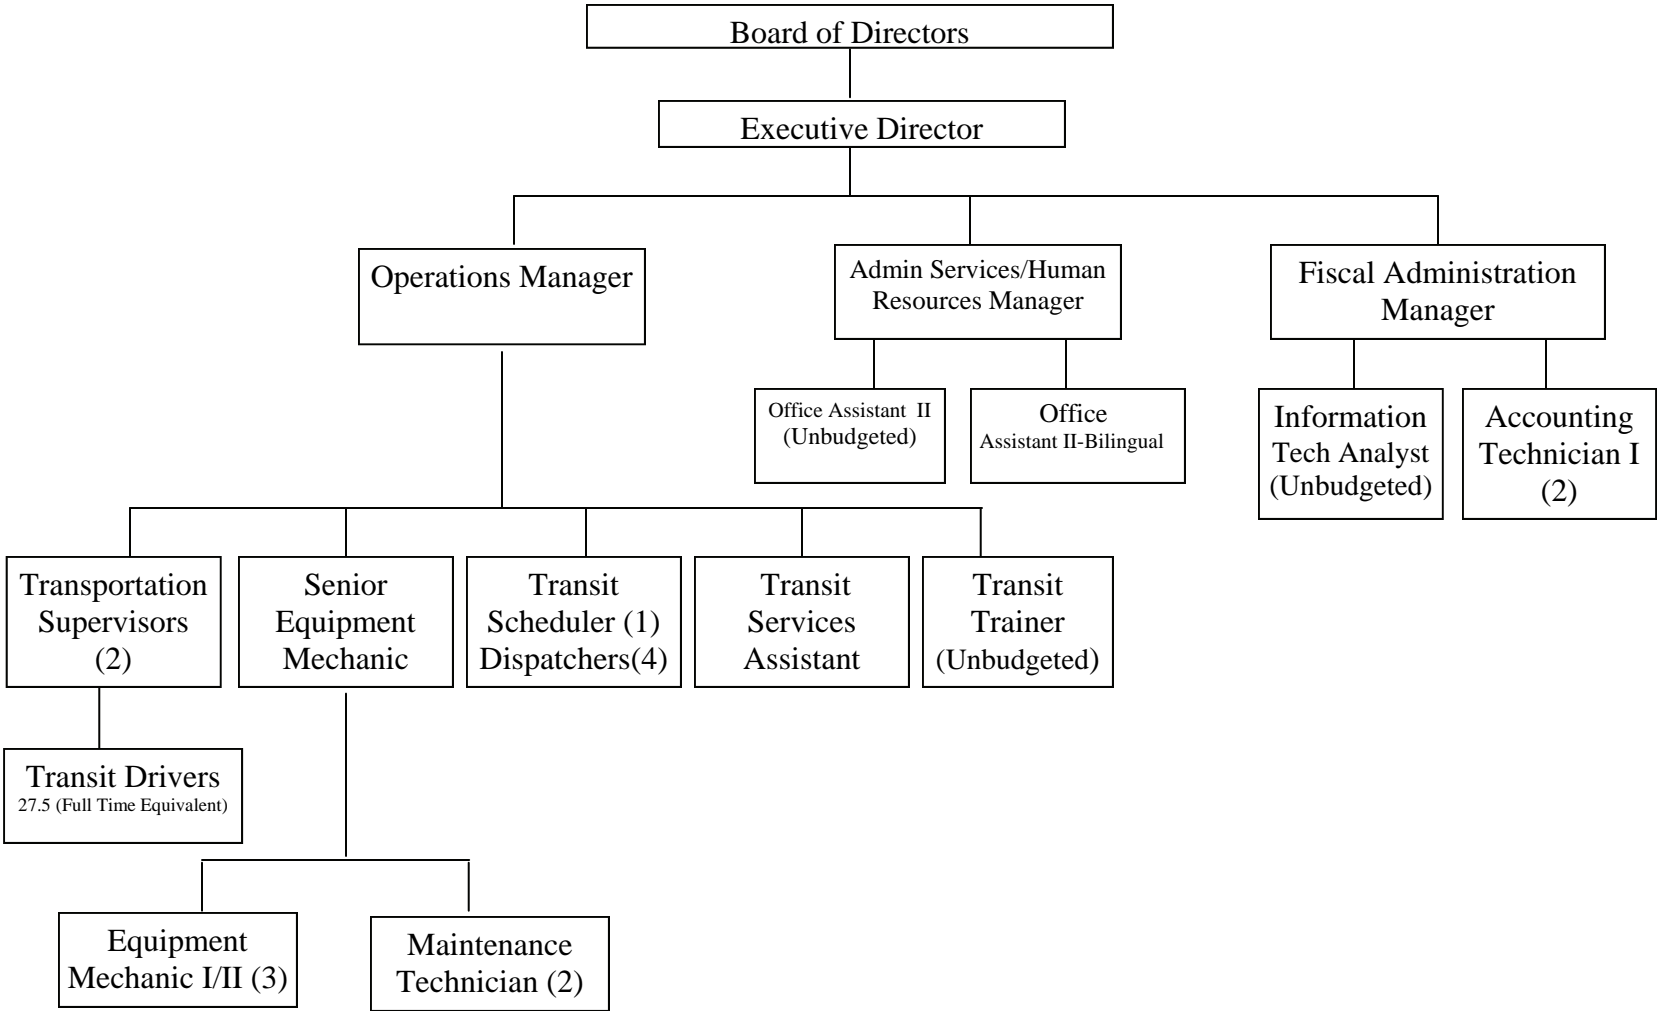 Board of Directors
Executive Director
Operations Manager
Admin Services/Human
Resources Manager
Fiscal Administration
Manager
Office Assistant II
(Unbudgeted)
Office
Assistant II-Bilingual
Information
Tech Analyst
(Unbudgeted)
Accounting
Technician I
(2)
Transportation
Supervisors
(2)
Senior
Equipment
Mechanic
Transit
Scheduler (1)
Dispatchers(4)
Transit
Services
Assistant
Transit
Trainer
(Unbudgeted)
Transit Drivers
27.5 (Full Time Equivalent)
Equipment
Mechanic I/II (3)
Maintenance
Technician (2)